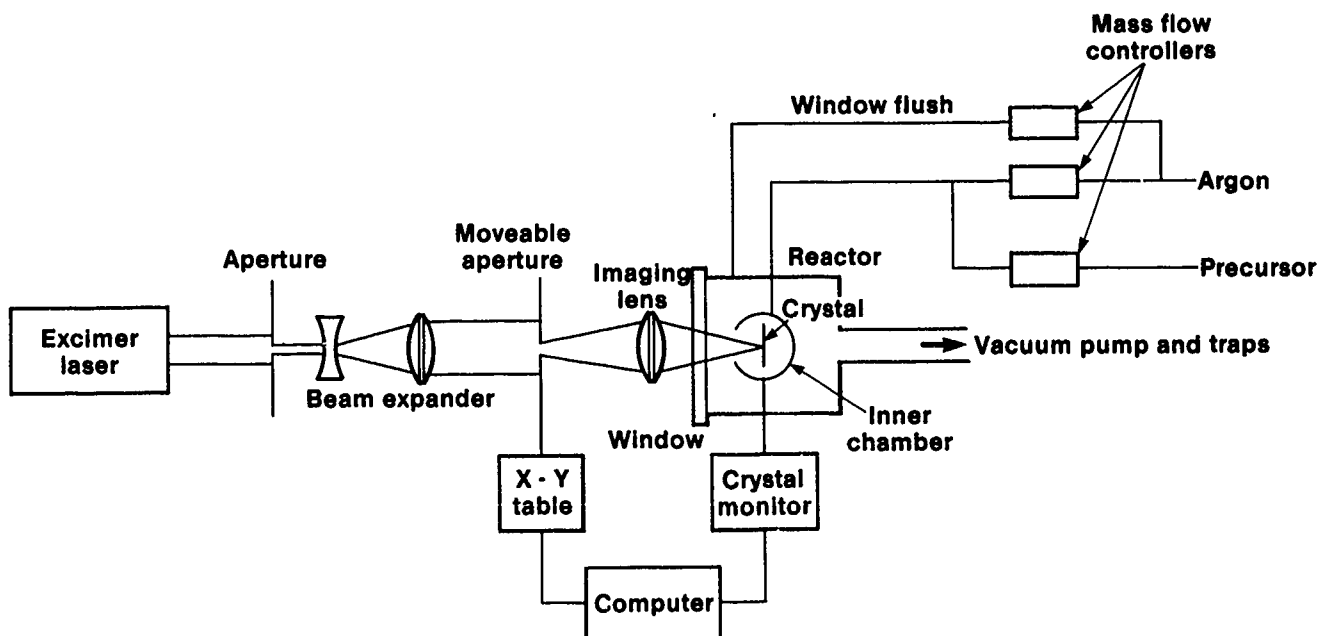 Mass flow
controllers
Window flush
Argon
Moveable
aperture
Aperture
Imaging
lens
Reactor
Precursor
Crystal
Excimer
laser
Vacuum pump and traps
Beam expander
Window
Inner
chamber
X - Y
table
Crystal
monitor
Computer